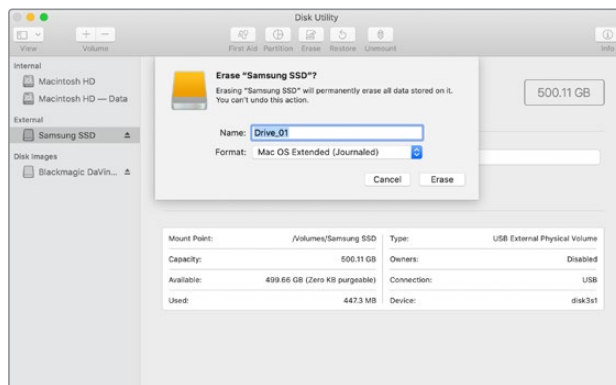 Disk Utility
View
Volume
First Aid
Partition
Erase
Restore
Unmount
Info
Internal
Macintosh HD
Macintosh HD — Data
External
Samsung SSD
Disk Images
Blackmagic DaVin...
Erase “Samsung SSD”?
Erasing “Samsung SSD” will permanently erase all data stored on it.
You can’t undo this action.
Name: Drive_01
Format: Mac OS Extended (Journaled)
Cancel
Erase
500.11 GB
Mount Point: /Volumes/Samsung SSD
Capacity: 500.11 GB
Available: 499.66 GB (Zero KB purgeable)
Used: 447.3 MB
Type: USB External Physical Volume
Owners: Disabled
Connection: USB
Device: disk3s1